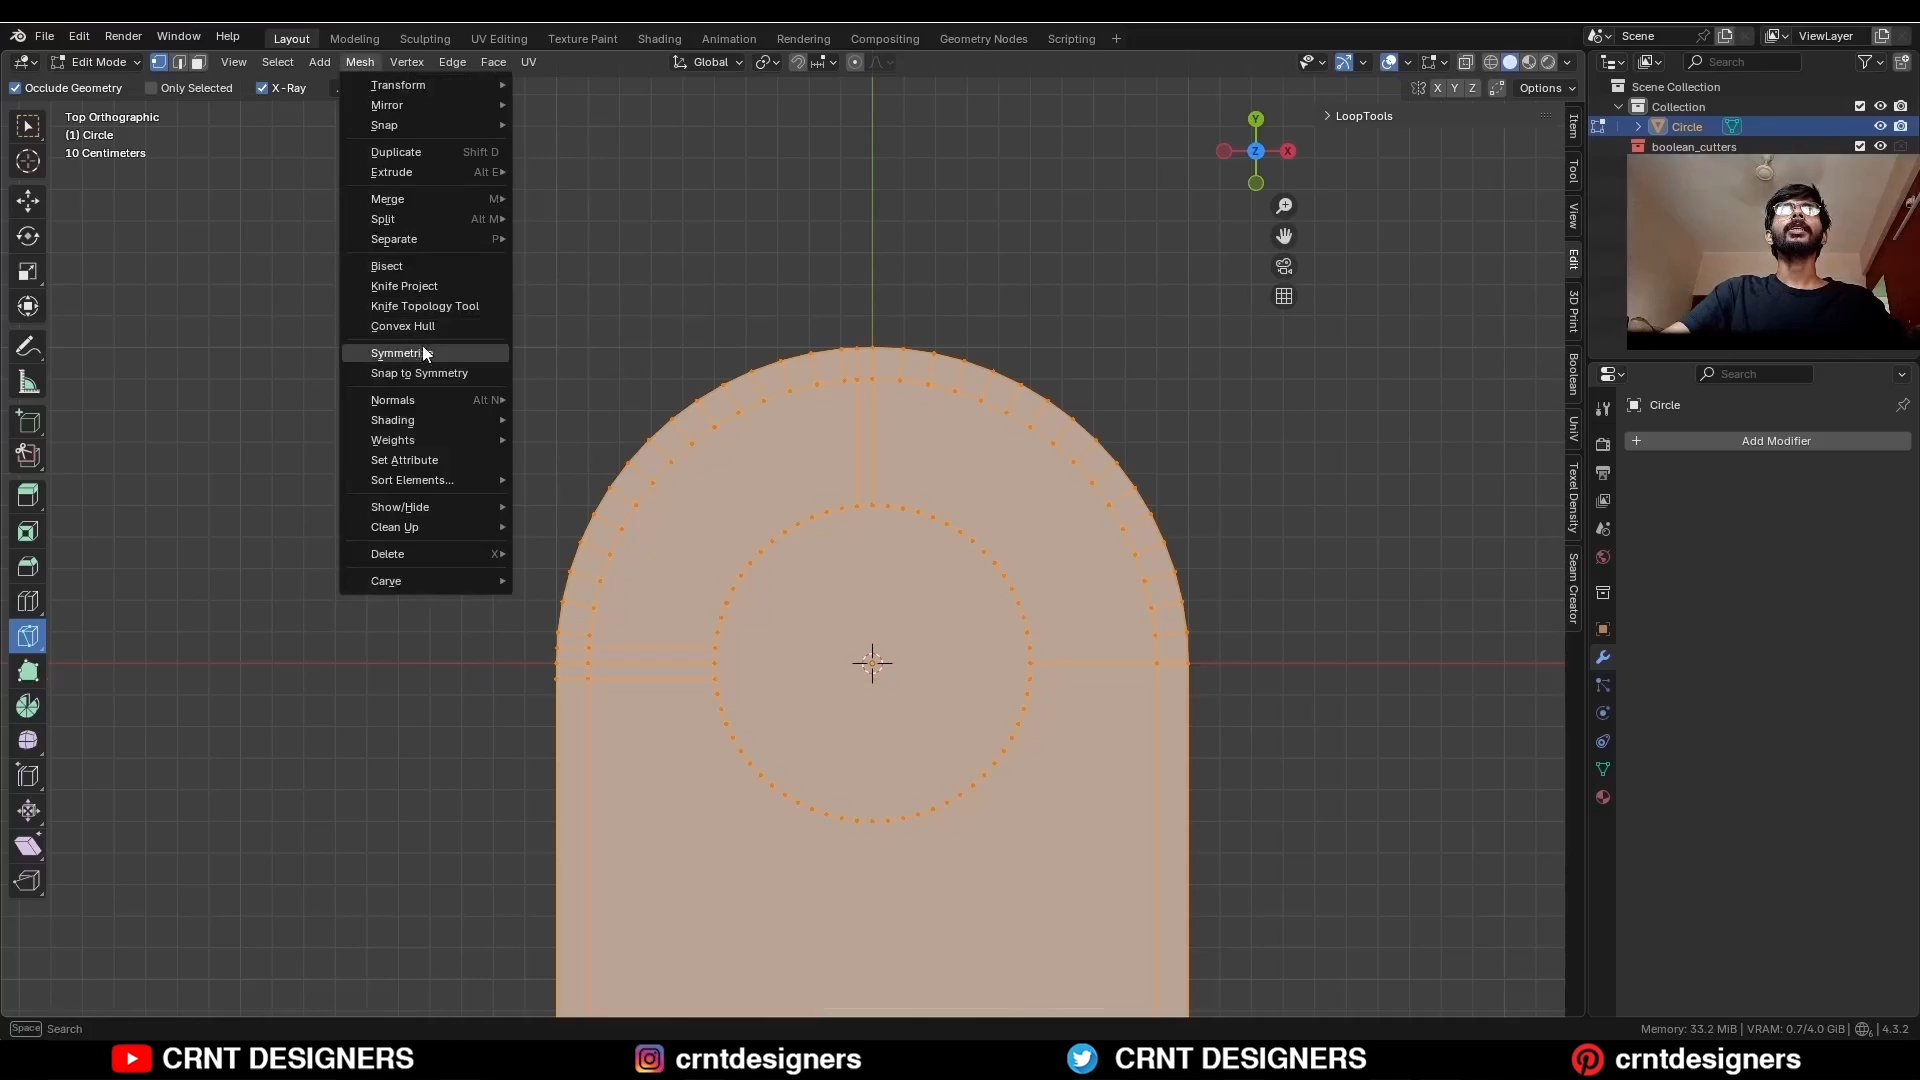 File Edit Render Window Help Layout Modeling Sculpting UV Editing Texture Paint Shading Animation Rendering Compositing Geometry Nodes Scripting + Scene ViewLayer
Edit Mode View Select Add Mesh Vertex Edge Face UV Global Search
Occlude Geometry Only Selected X-Ray X Y Z Options
Top Orthographic
(1) Circle
10 Centimeters
Transform
Mirror
Snap
Duplicate Shift D
Extrude Alt E
Merge M
Split Alt M
Separate P
Bisect
Knife Project
Knife Topology Tool
Convex Hull
Symmetri
Snap to Symmetry
Normals Alt N
Shading
Weights
Set Attribute
Sort Elements...
Show/Hide
Clean Up
Delete X
Carve
LoopTools
Y
Z
X
Item
Tool
View
Edit
3D Print
Boolean
UniV
Texel Density
Seam Creator
Scene Collection
Collection
Circle
boolean_cutters
Search
Circle
+ Add Modifier
Space Search
Memory: 33.2 MiB | VRAM: 0.7/4.0 GiB | 4.3.2
CRNT DESIGNERS crntdesigners CRNT DESIGNERS crntdesigners